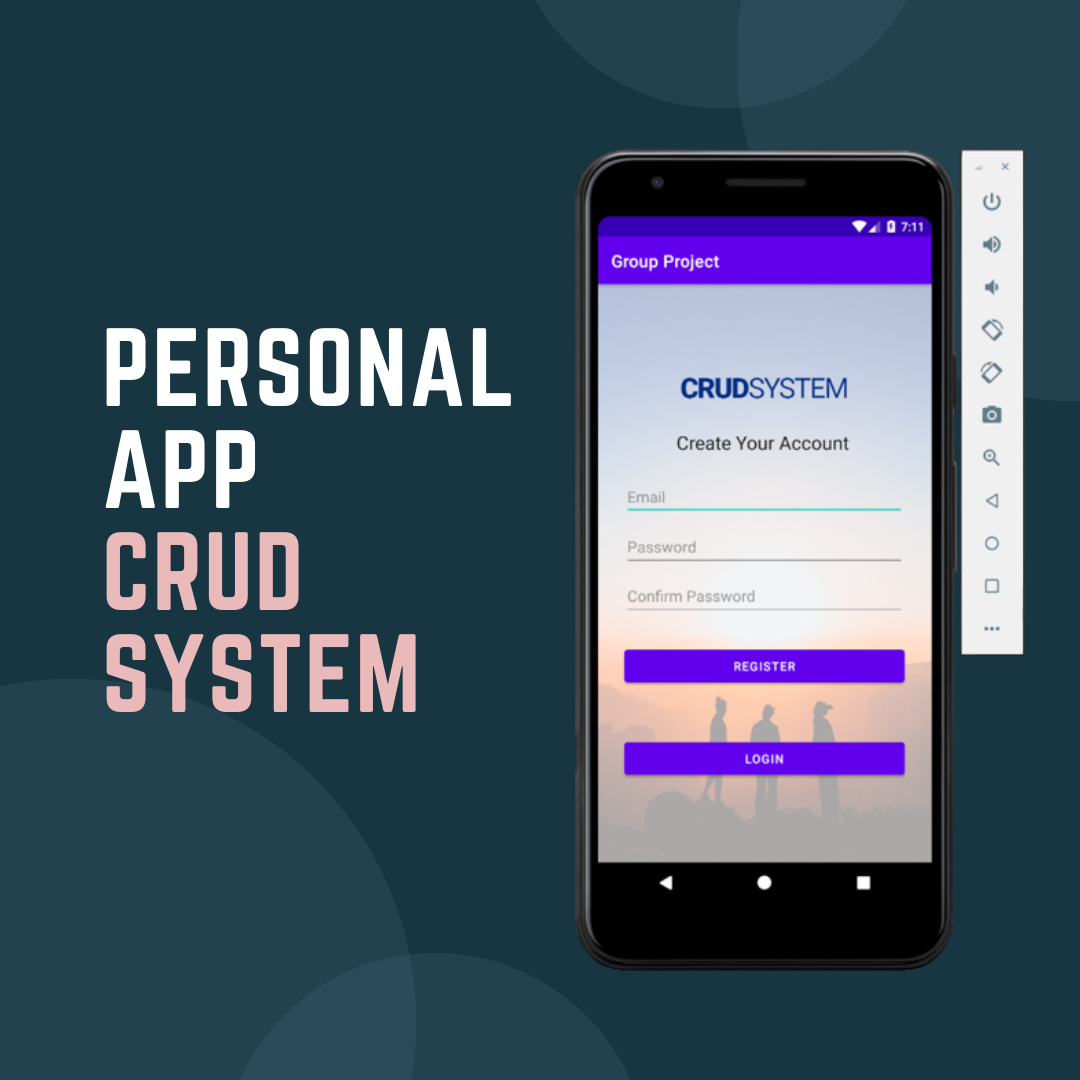 PERSONAL
APP
CRUD
SYSTEM
7:11
Group Project
CRUDSYSTEM
Create Your Account
Email
Password
Confirm Password
REGISTER
LOGIN